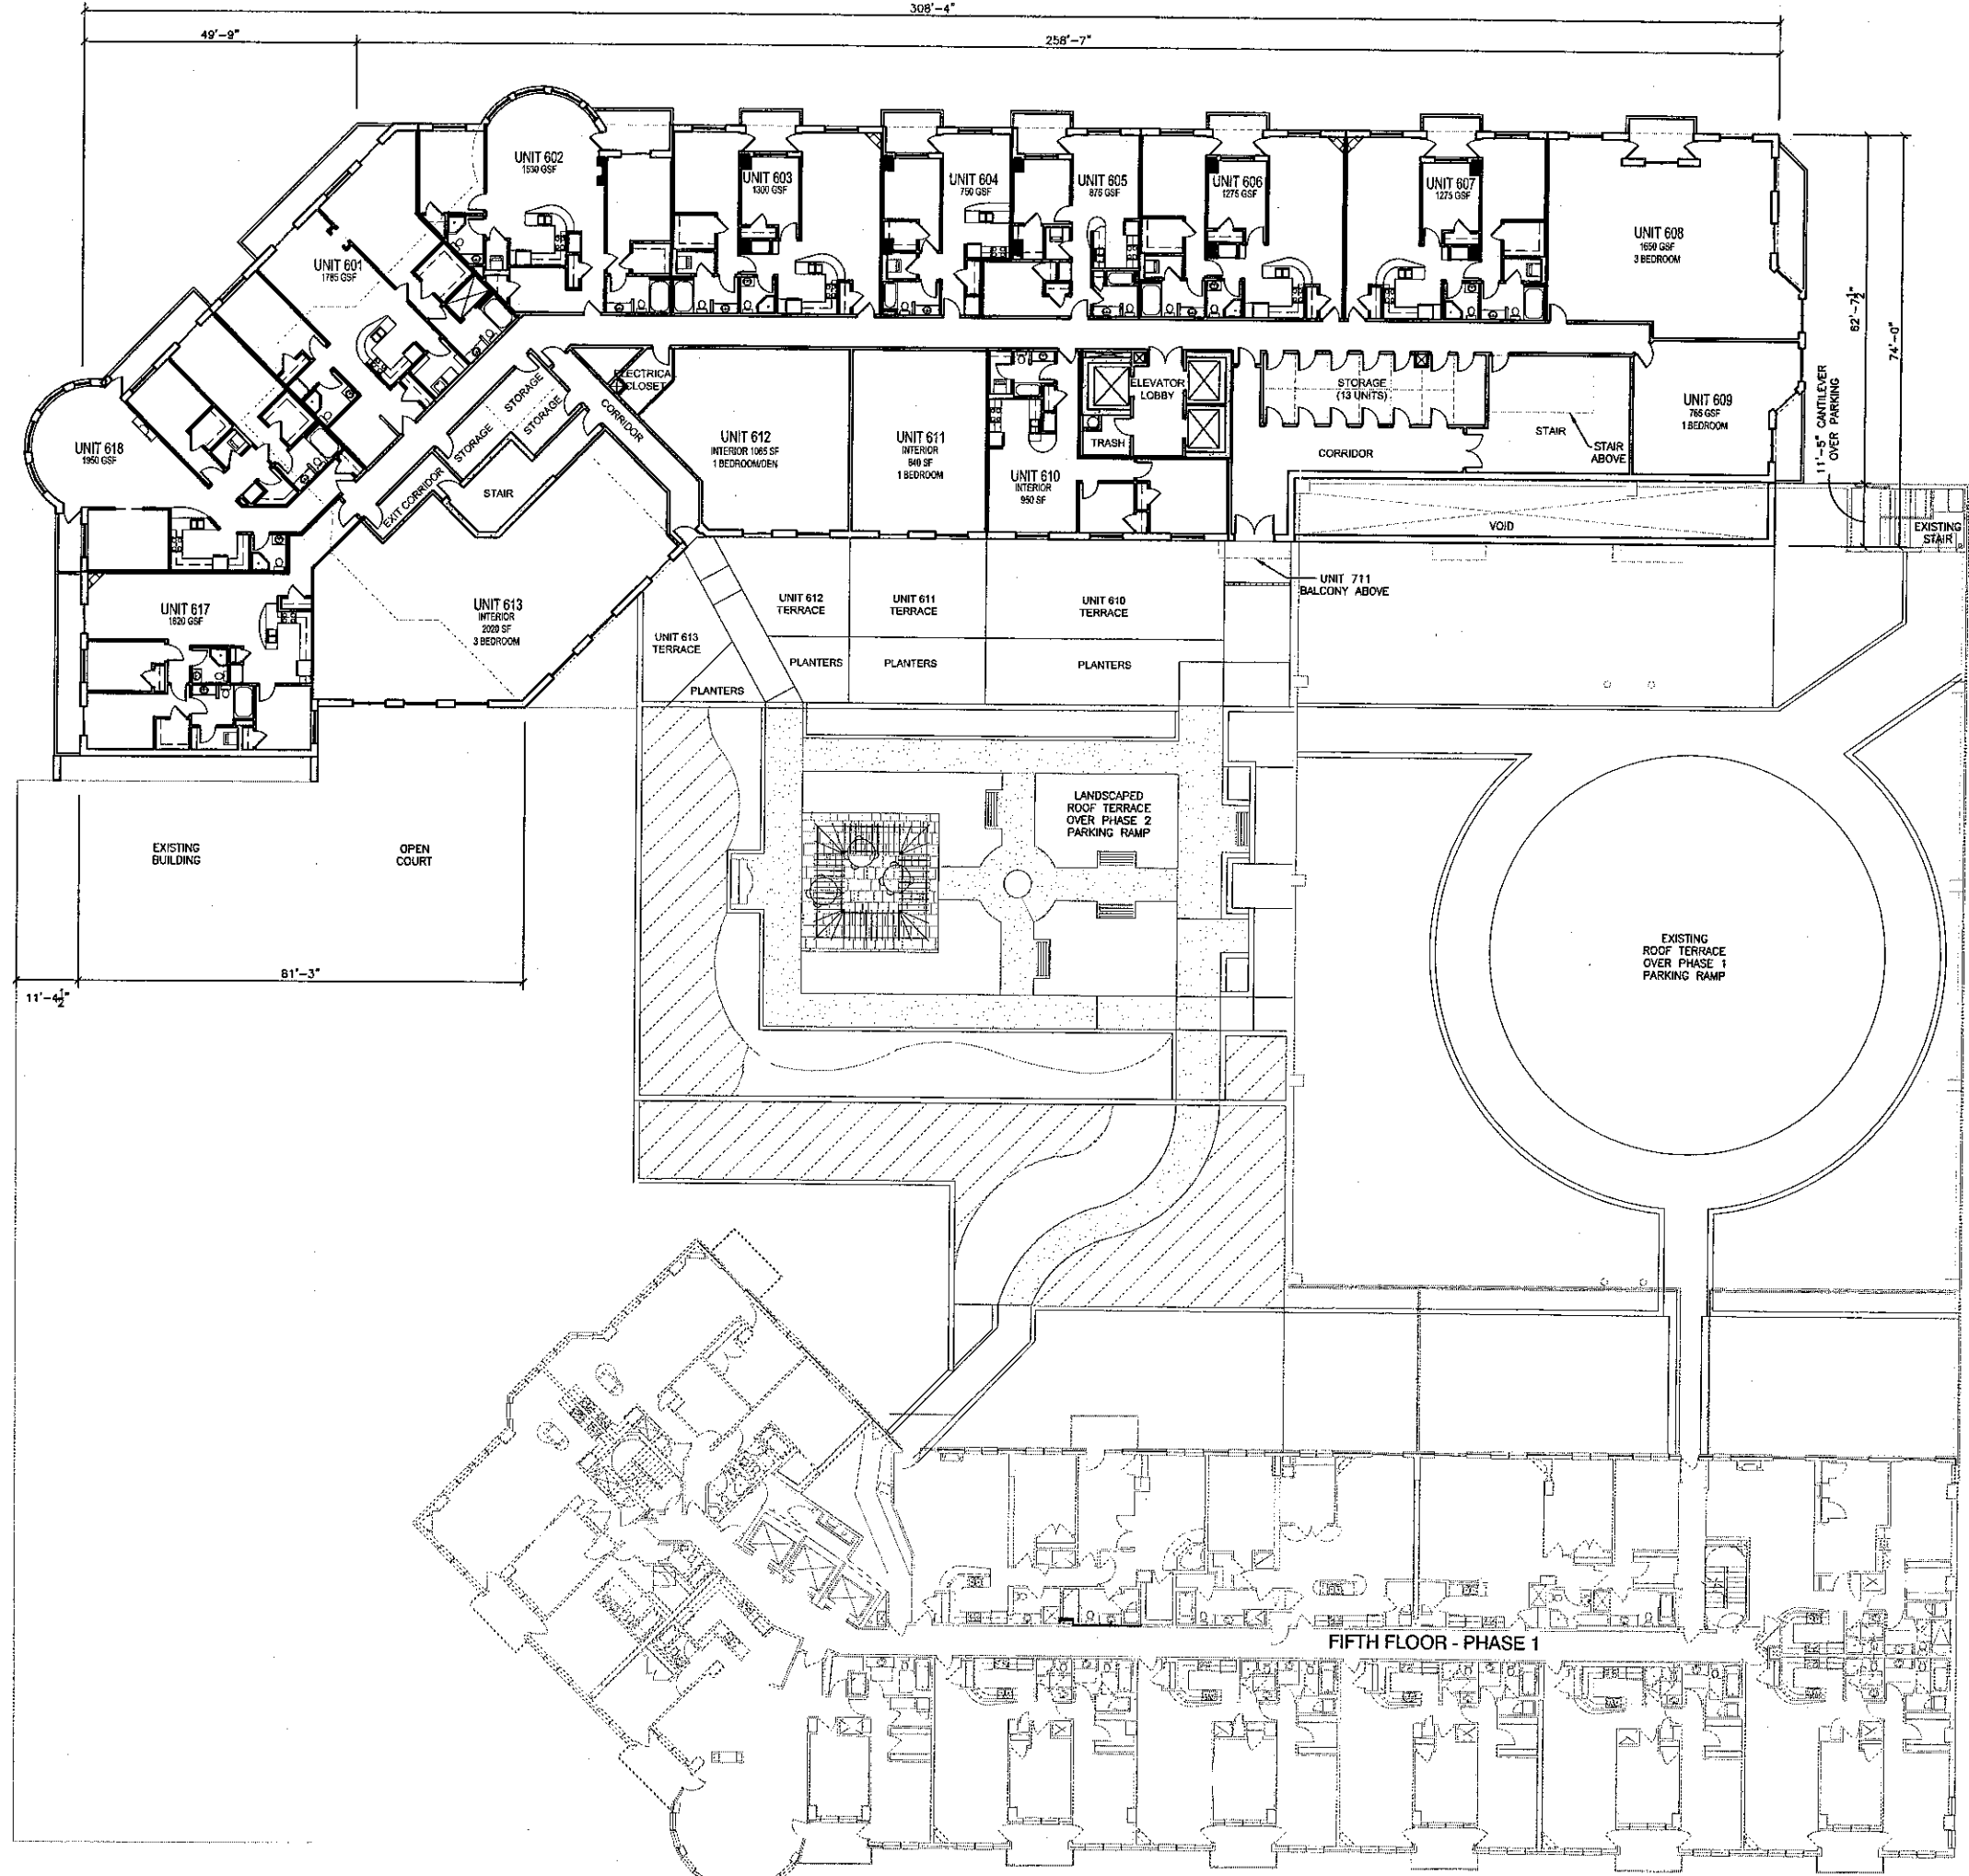 308'-4"
49'-9"
258'-7"
UNIT 602
1530 GSF
UNIT 603
1300 GSF
UNIT 604
750 GSF
UNIT 605
875 GSF
UNIT 606
1275 GSF
UNIT 607
1275 GSF
UNIT 608
1650 GSF
3 BEDROOM
UNIT 601
1785 GSF
62'-7½"
74'-0"
11'-5" CANTILEVER
OVER PARKING
ELECTRICA
CLOSET
CORRIDOR
STORAGE
STORAGE
STORAGE
EXIT CORRIDOR
STAIR
UNIT 618
1950 GSF
UNIT 612
INTERIOR 1065 SF
1 BEDROOM/DEN
UNIT 611
INTERIOR
840 SF
1 BEDROOM
UNIT 610
INTERIOR
950 SF
ELEVATOR
LOBBY
TRASH
STORAGE
(13 UNITS)
CORRIDOR
STAIR
STAIR
ABOVE
UNIT 609
765 GSF
1 BEDROOM
VOID
EXISTING
STAIR
UNIT 711
BALCONY ABOVE
UNIT 617
1620 GSF
UNIT 613
INTERIOR
2020 SF
3 BEDROOM
UNIT 613
TERRACE
UNIT 612
TERRACE
UNIT 611
TERRACE
UNIT 610
TERRACE
PLANTERS
PLANTERS
PLANTERS
PLANTERS
LANDSCAPED
ROOF TERRACE
OVER PHASE 2
PARKING RAMP
EXISTING
BUILDING
OPEN
COURT
EXISTING
ROOF TERRACE
OVER PHASE 1
PARKING RAMP
81'-3"
11'-4½"
FIFTH FLOOR - PHASE 1